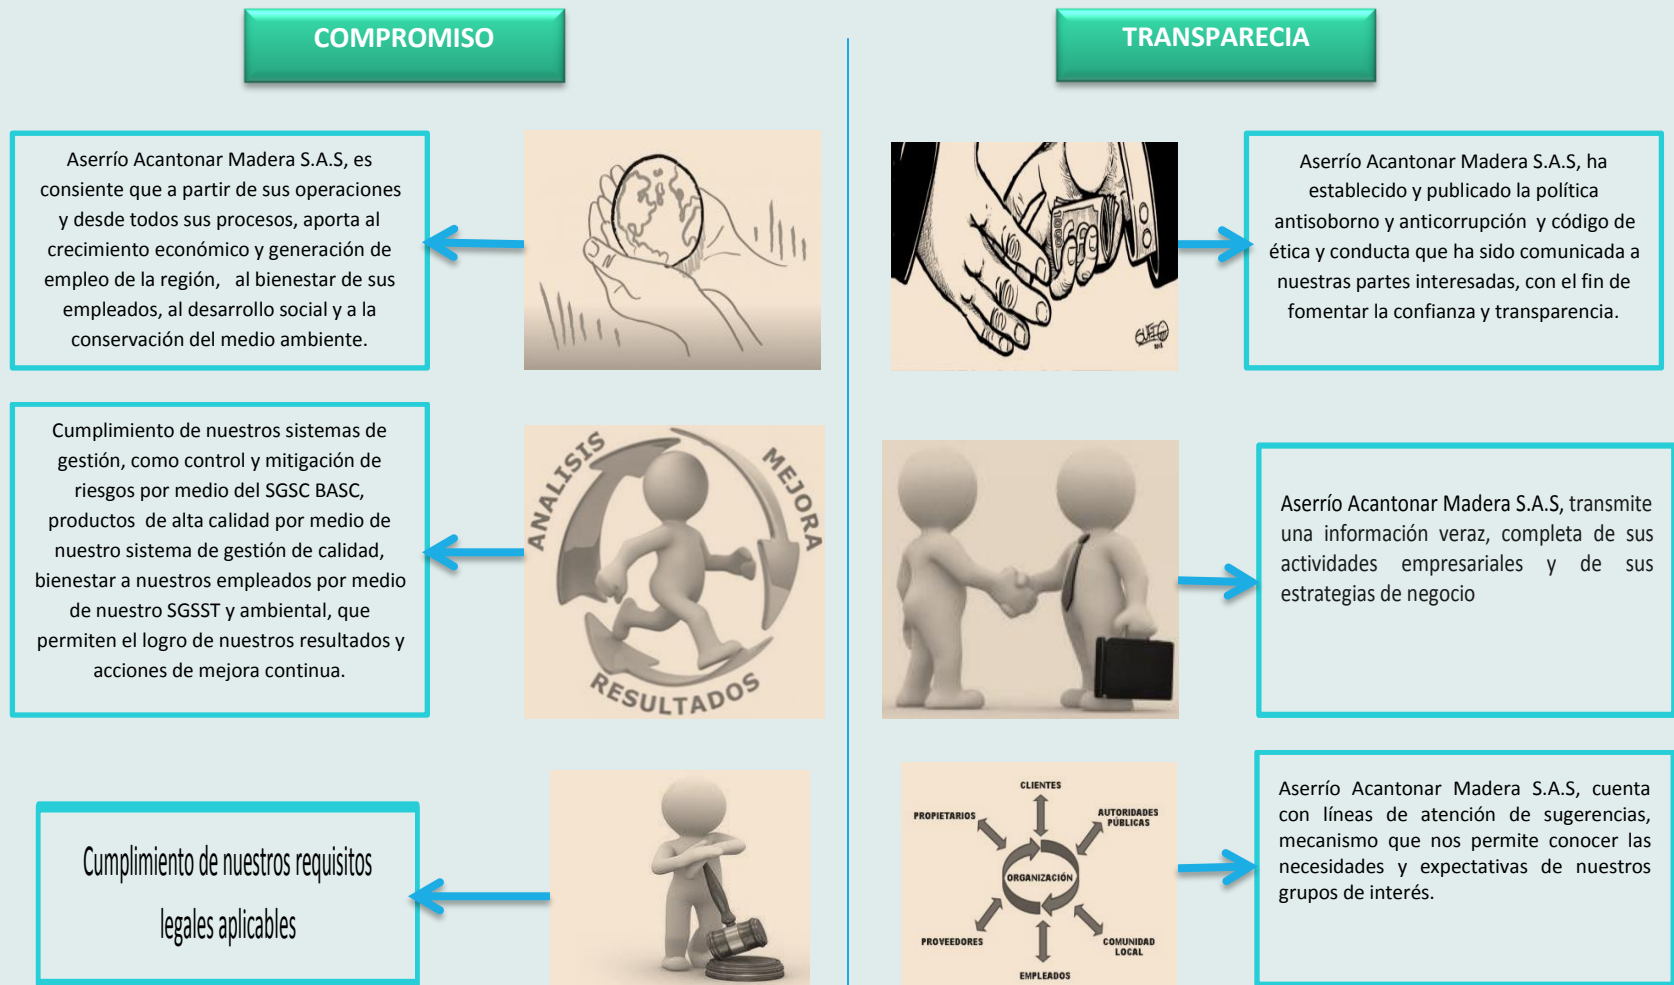 COMPROMISO
Aserrío Acantonar Madera S.A.S, es
consiente que a partir de sus operaciones
y desde todos sus procesos, aporta al
crecimiento económico y generación de
empleo de la región, al bienestar de sus
empleados, al desarrollo social y a la
conservación del medio ambiente.
Cumplimiento de nuestros sistemas de
gestión, como control y mitigación de
riesgos por medio del SGSC BASC,
productos de alta calidad por medio de
nuestro sistema de gestión de calidad,
bienestar a nuestros empleados por medio
de nuestro SGSST y ambiental, que
permiten el logro de nuestros resultados y
acciones de mejora continua.
ANALISIS
MEJORA
RESULTADOS
Cumplimiento de nuestros requisitos
legales aplicables
TRANSPARECIA
Aserrío Acantonar Madera S.A.S, ha
establecido y publicado la política
antisoborno y anticorrupción y código de
ética y conducta que ha sido comunicada a
nuestras partes interesadas, con el fin de
fomentar la confianza y transparencia.
Aserrío Acantonar Madera S.A.S, transmite
una información veraz, completa de sus
actividades empresariales y de sus
estrategias de negocio
CLIENTES
PROPIETARIOS
AUTORIDADES
PÚBLICAS
ORGANIZACIÓN
PROVEEDORES
COMUNIDAD
LOCAL
EMPLEADOS
Aserrío Acantonar Madera S.A.S, cuenta
con líneas de atención de sugerencias,
mecanismo que nos permite conocer las
necesidades y expectativas de nuestros
grupos de interés.